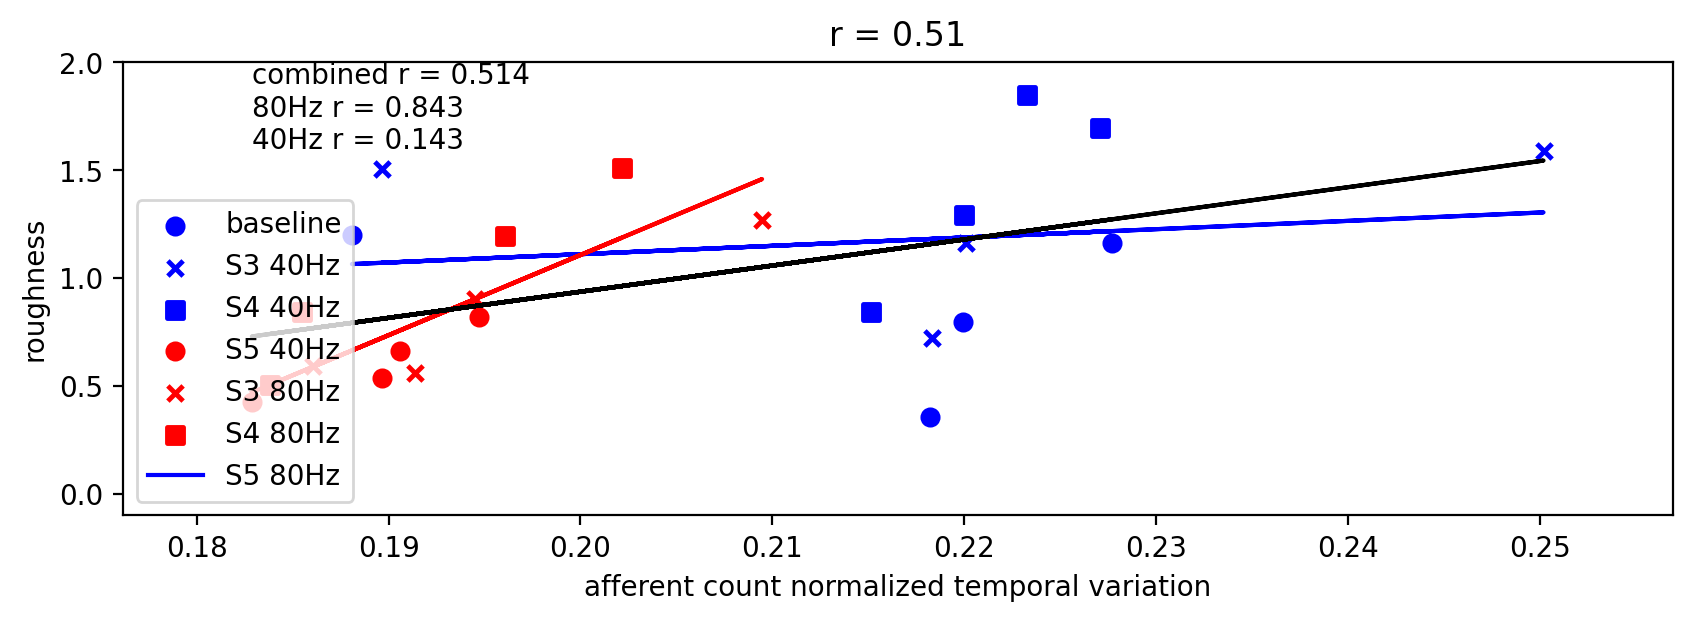 r = 0.51
combined r = 0.514
80Hz r = 0.843
40Hz r = 0.143
baseline
S3 40Hz
S4 40Hz
S5 40Hz
S3 80Hz
S4 80Hz
S5 80Hz
roughness
2.0
1.5
1.0
0.5
0.0
0.18 0.19 0.20 0.21 0.22 0.23 0.24 0.25
afferent count normalized temporal variation